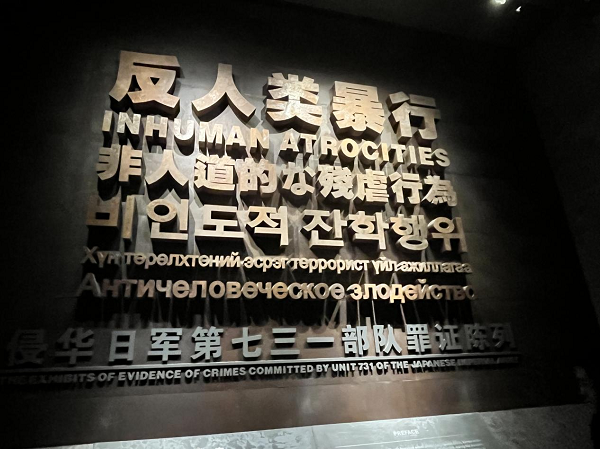 反人类暴行
INHUMAN ATROCITIES
非人道的な残虐行為
비인도적 잔학행위
Хүн төрөлхтөний эсрэг террорист үйл ажиллагаа
Античеловеческое злодейство
侵华日军第七三一部队罪证陈列
THE EXHIBITS OF EVIDENCE OF CRIMES COMMITTED BY UNIT 731 OF THE JAPANESE
PREFACE